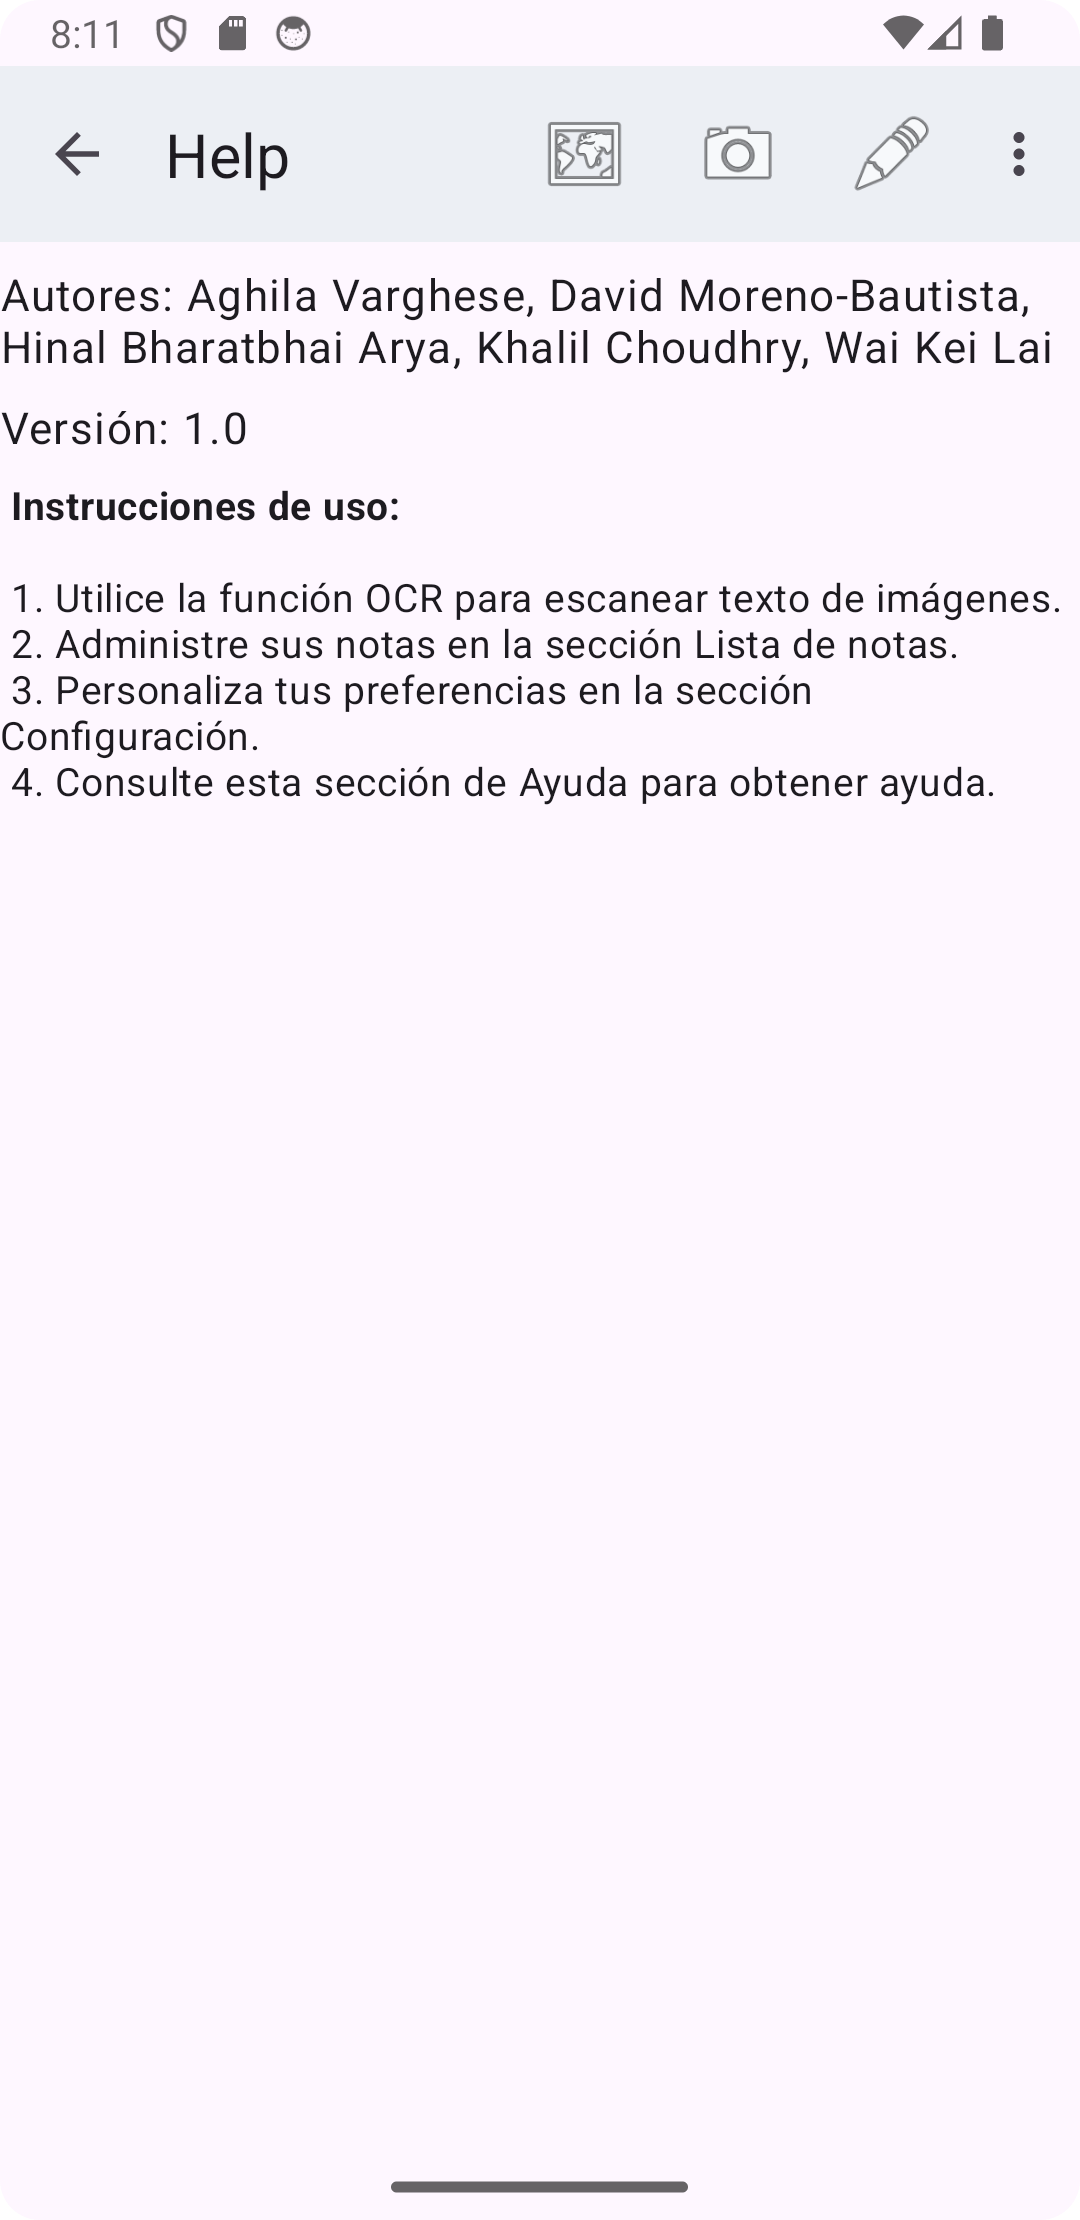 8:11
Help
Autores: Aghila Varghese, David Moreno-Bautista,
Hinal Bharatbhai Arya, Khalil Choudhry, Wai Kei Lai
Versión: 1.0
Instrucciones de uso:
1. Utilice la función OCR para escanear texto de imágenes.
2. Administre sus notas en la sección Lista de notas.
3. Personaliza tus preferencias en la sección
Configuración.
4. Consulte esta sección de Ayuda para obtener ayuda.